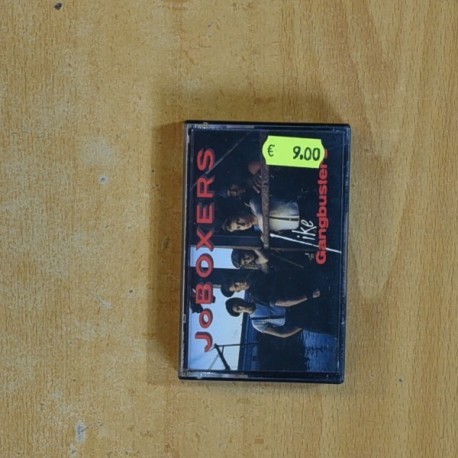 JoBOXERS
€ 9.00
like
Gangbusters